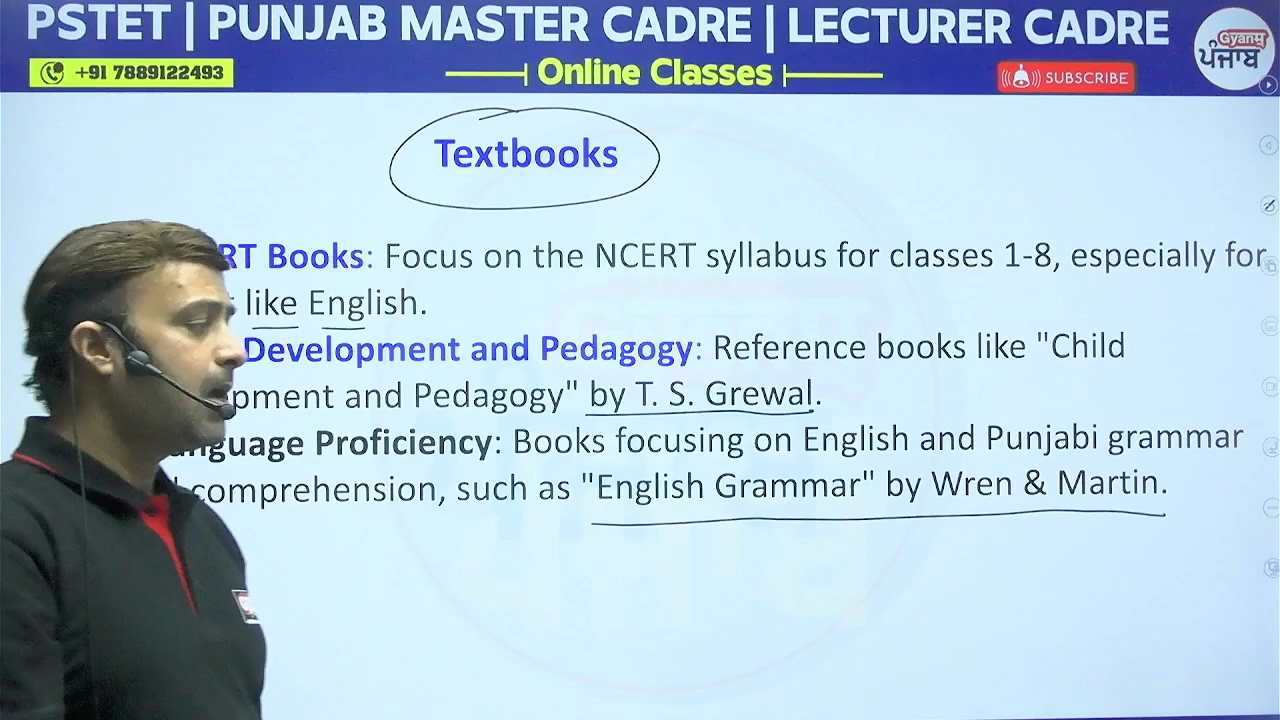 PSTET | PUNJAB MASTER CADRE | LECTURER CADRE
+91 7889122493
Online Classes
SUBSCRIBE
Gyanm
ਪੰਜਾਬ
Textbooks
RT Books: Focus on the NCERT syllabus for classes 1-8, especially for
like English.
Development and Pedagogy: Reference books like "Child
pment and Pedagogy" by T. S. Grewal.
nguage Proficiency: Books focusing on English and Punjabi grammar
comprehension, such as "English Grammar" by Wren & Martin.